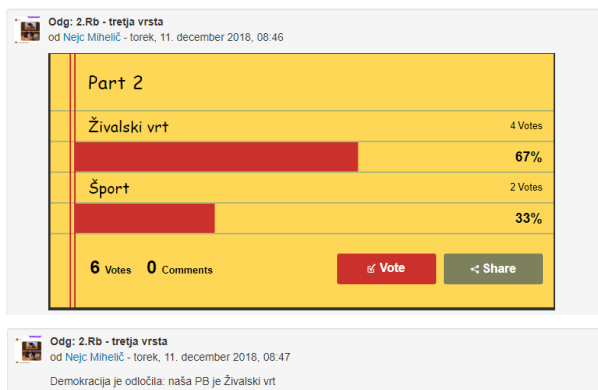 Odg: 2.Rb - tretja vrsta
od Nejc Mihelič - torek, 11. december 2018, 08:46
Part 2
Živalski vrt 4 Votes
67%
Šport 2 Votes
33%
6 Votes 0 Comments Vote Share
Odg: 2.Rb - tretja vrsta
od Nejc Mihelič - torek, 11. december 2018, 08:47
Demokracija je odločila: naša PB je Živalski vrt